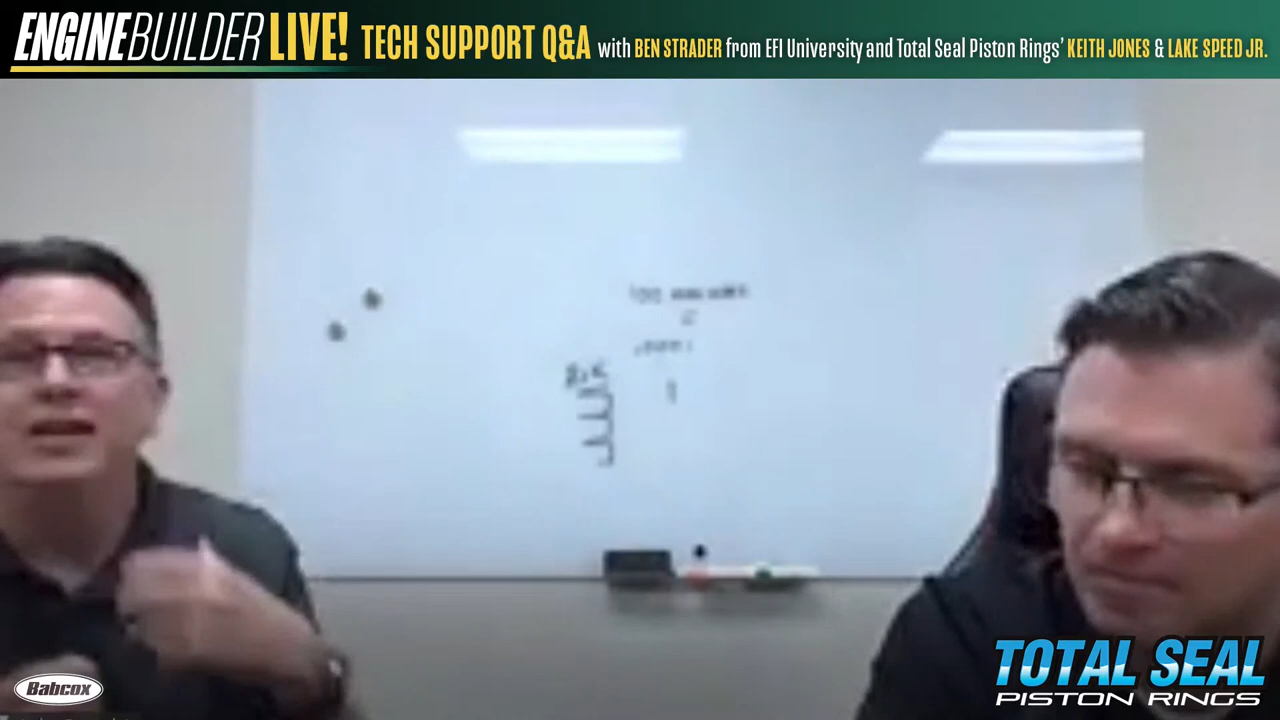 ENGINEBUILDER LIVE! TECH SUPPORT Q&A with BEN STRADER from EFI University and Total Seal Piston Rings' KEITH JONES & LAKE SPEED JR.
Babcox
TOTAL SEAL
PISTON RINGS